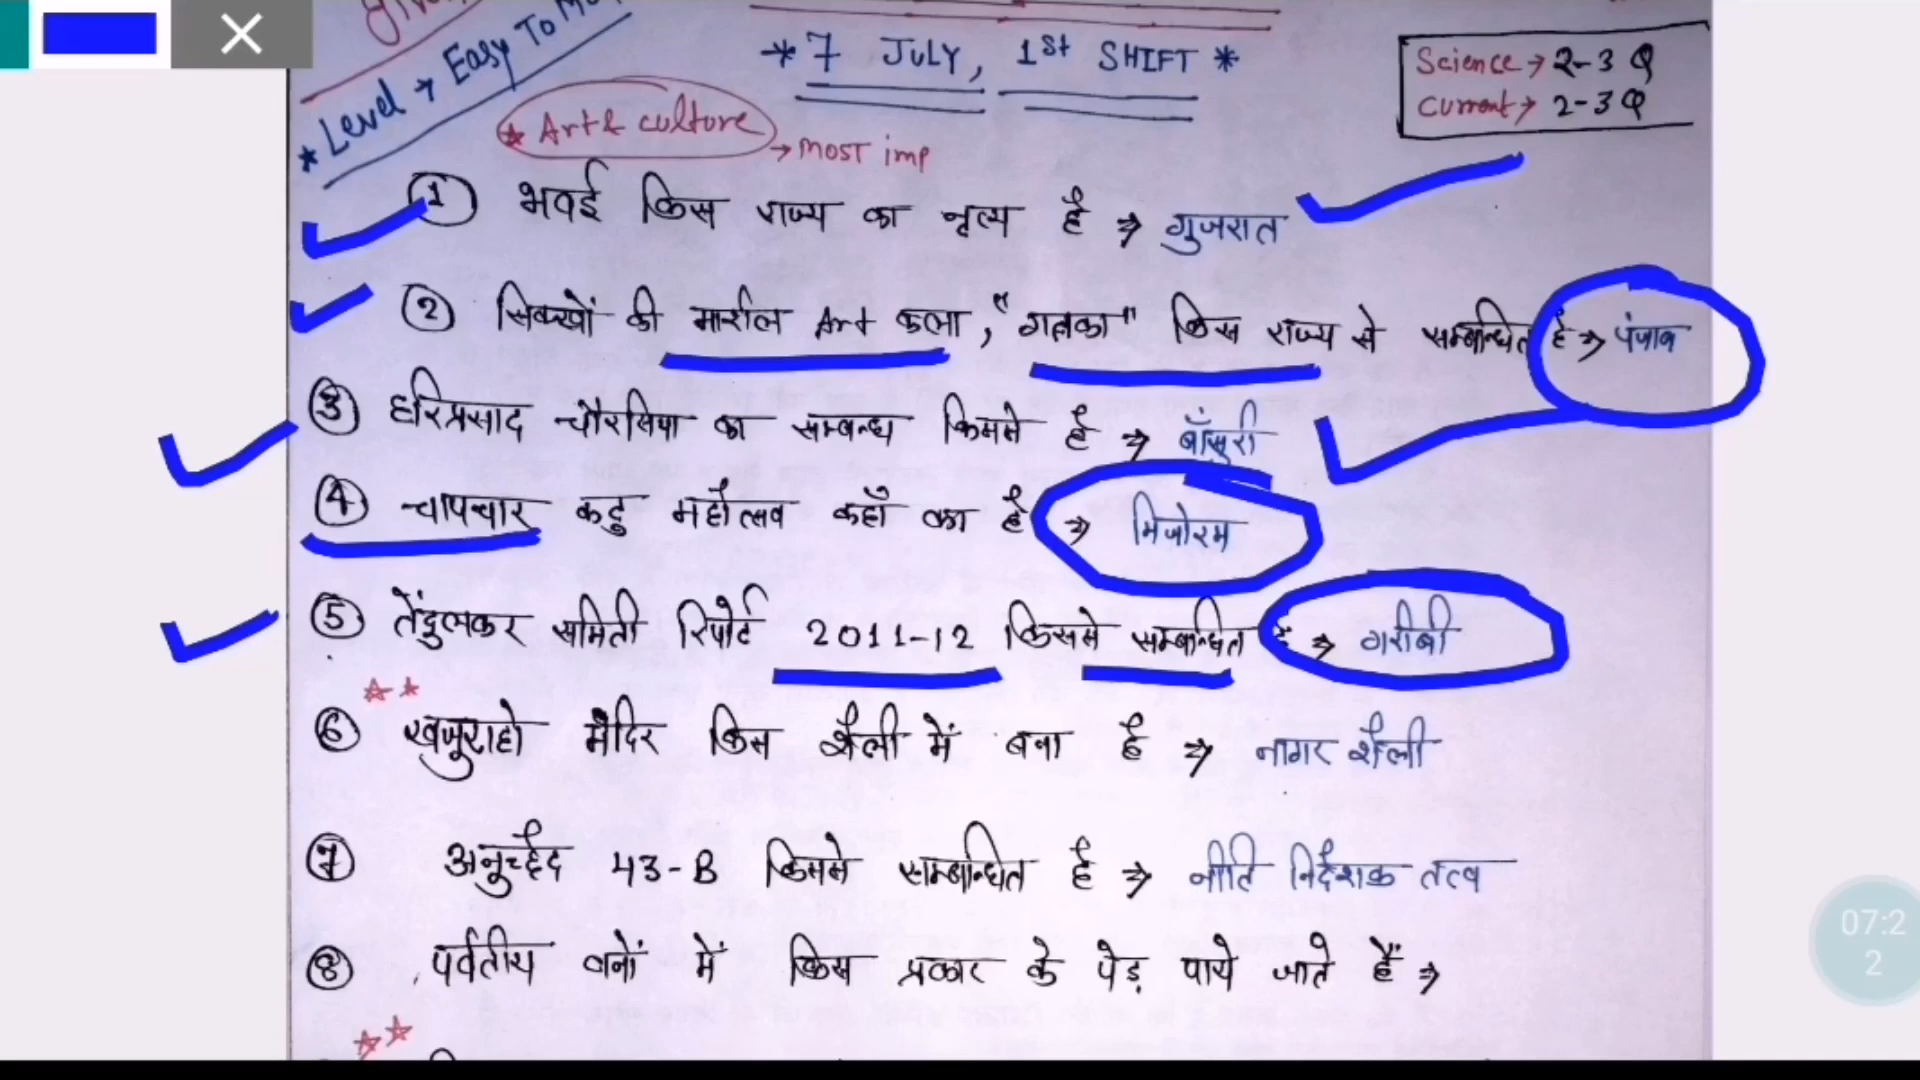 * Level → Easy To
* 7 JULY, 1st SHIFT *
Science → 2-3 Q
Current → 2-3 Q
* Art & culture → MOST imp
① भवई किस राज्य का नृत्य है ⇒ गुजरात
② सिक्खों की मार्शल Art कला, "गतका" किस राज्य से सम्बन्धित है ⇒ पंजाब
③ हरिप्रसाद चौरसिया का सम्बन्ध किससे है ⇒ बाँसुरी
④ चापचार कुट महोत्सव कहाँ का है ⇒ मिजोरम
⑤ तेंदुलकर समिती रिपोर्ट 2011-12 किससे सम्बन्धित है ⇒ गरीबी
⑥ खजुराहो मंदिर किस शैली में बना है ⇒ नागर शैली
⑦ अनुच्छेद 43-B किससे सम्बन्धित है ⇒ नीति निर्देशक तत्व
⑧ पर्वतीय वनों में किस प्रकार के पेड़ पाये जाते हैं ⇒
07:2
2